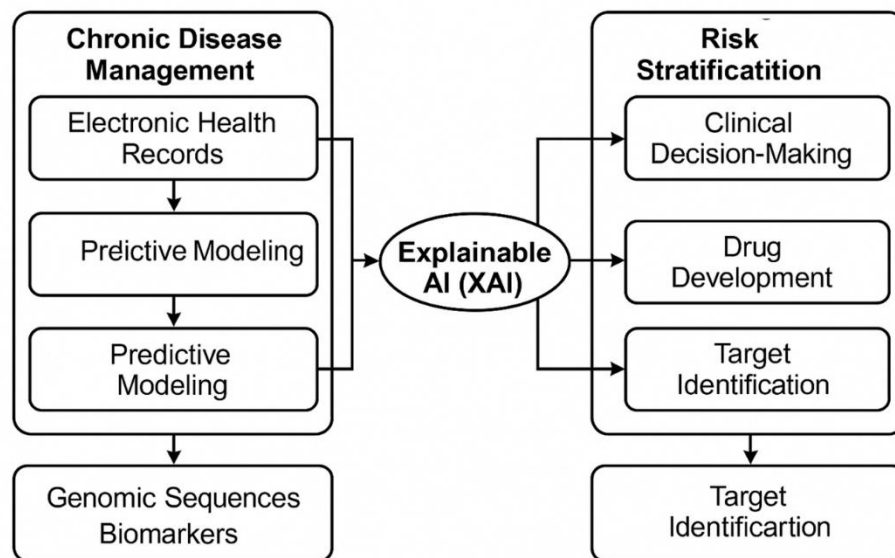 Chronic Disease
Management
Electronic Health
Records
Prelictive Modeling
Predictive
Modeling
Genomic Sequences
Biomarkers
Explainable
AI (XAI)
Risk
Stratificatition
Clinical
Decision-Making
Drug
Development
Target
Identification
Target
Identificartion